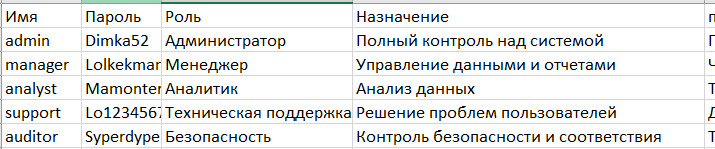 Имя Пароль Роль Назначение
admin Dimka52 Администратор Полный контроль над системой
manager Lolkekmar Менеджер Управление данными и отчетами
analyst Mamonter Аналитик Анализ данных
support Lo1234567 Техническая поддержка Решение проблем пользователей
auditor Syperdype Безопасность Контроль безопасности и соответствия